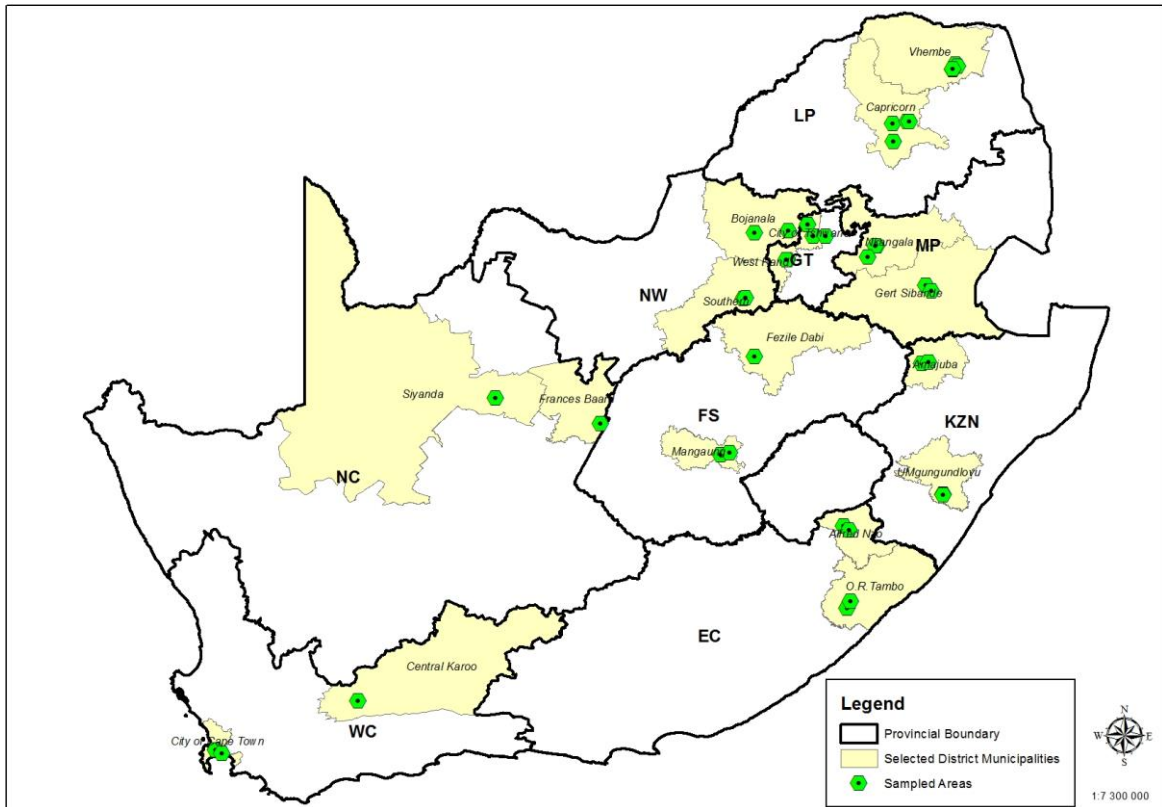 Vhembe
Capricorn
LP
Bojanala
City of Tshwane
Nkangala
MP
West Rand
GT
NW
Southern
Gert Sibande
Fezile Dabi
Amajuba
Siyanda
Frances Baard
FS
KZN
Mangaung
UMgungundlovu
NC
Alfred Nzo
O.R.Tambo
EC
Central Karoo
WC
City of Cape Town
Legend
Provincial Boundary
Selected District Municipalities
Sampled Areas
N
W
E
S
1:7 300 000